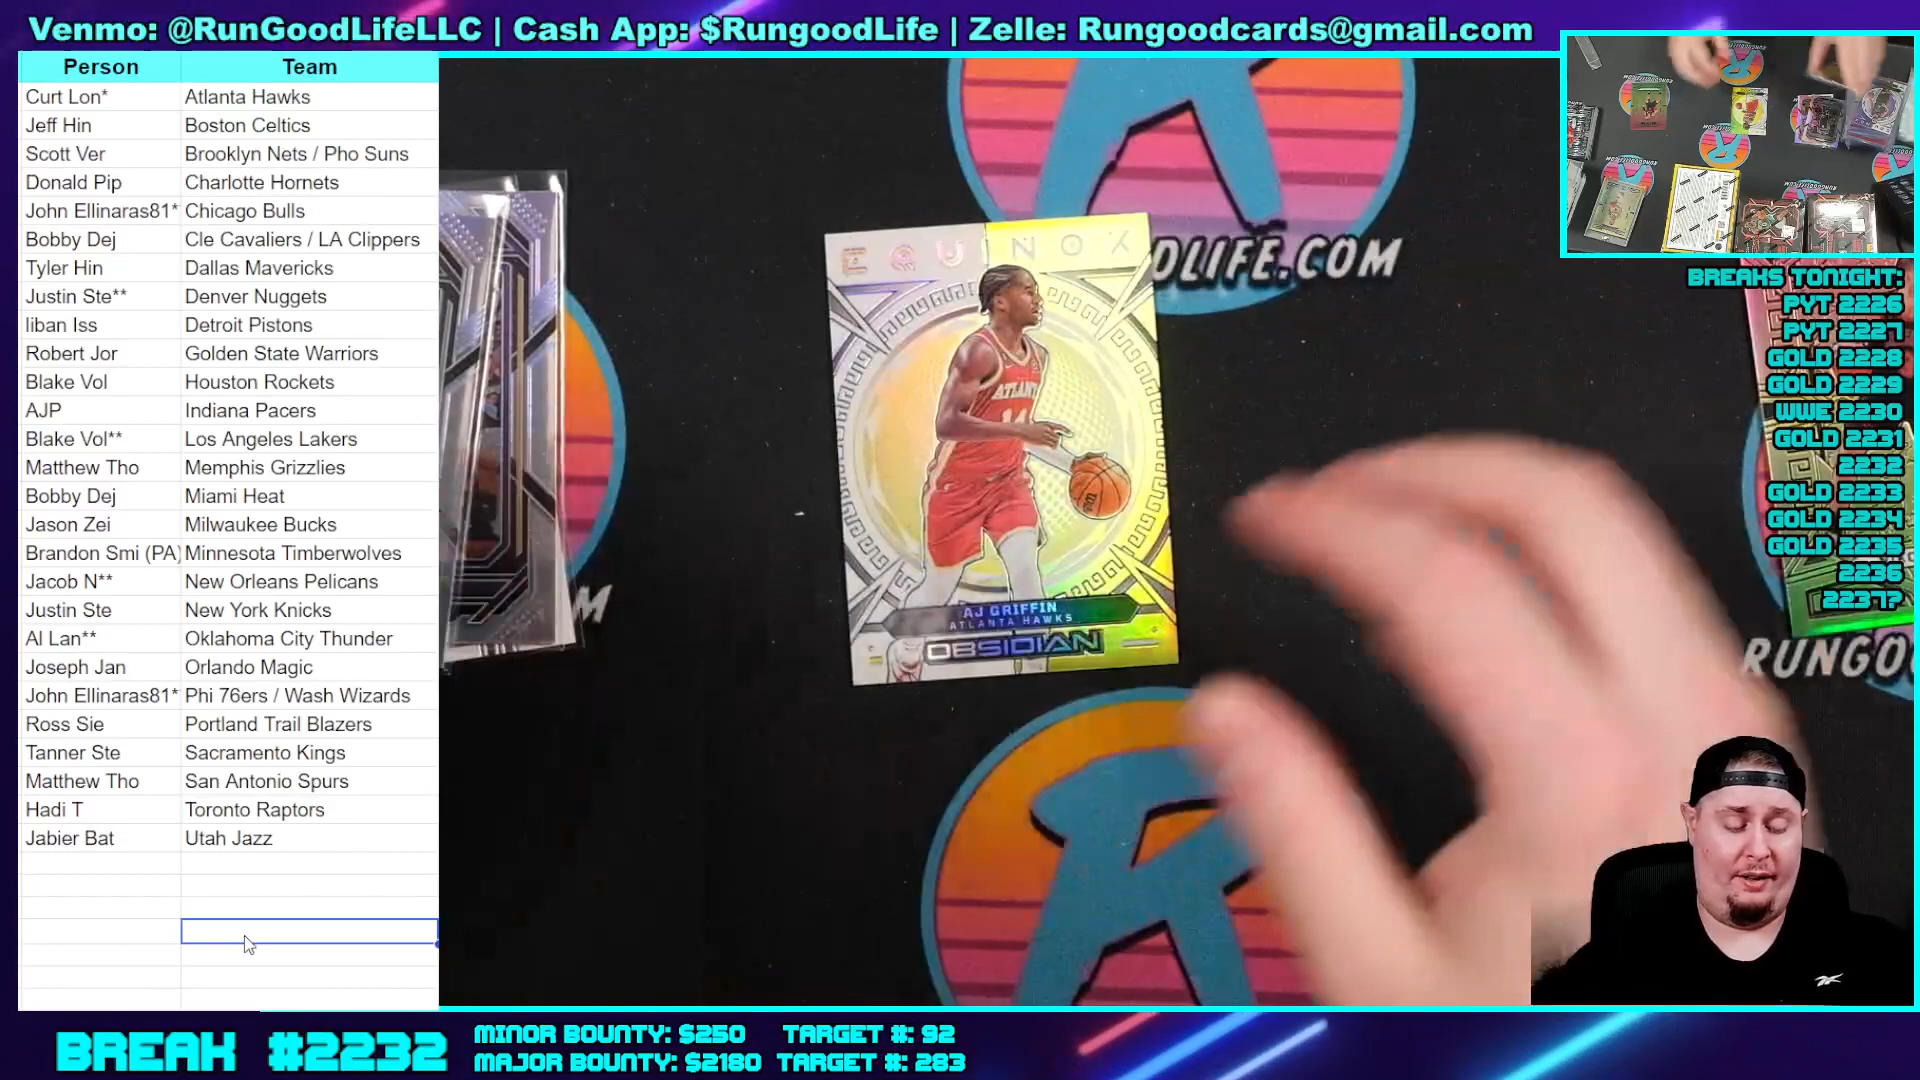 Venmo: @RunGoodLifeLLC | Cash App: $RungoodLife | Zelle: Rungoodcards@gmail.com
Person Team
Curt Lon* Atlanta Hawks
Jeff Hin Boston Celtics
Scott Ver Brooklyn Nets / Pho Suns
Donald Pip Charlotte Hornets
John Ellinaras81* Chicago Bulls
Bobby Dej Cle Cavaliers / LA Clippers
Tyler Hin Dallas Mavericks
Justin Ste** Denver Nuggets
liban Iss Detroit Pistons
Robert Jor Golden State Warriors
Blake Vol Houston Rockets
AJP Indiana Pacers
Blake Vol** Los Angeles Lakers
Matthew Tho Memphis Grizzlies
Bobby Dej Miami Heat
Jason Zei Milwaukee Bucks
Brandon Smi (PA) Minnesota Timberwolves
Jacob N** New Orleans Pelicans
Justin Ste New York Knicks
Al Lan** Oklahoma City Thunder
Joseph Jan Orlando Magic
John Ellinaras81* Phi 76ers / Wash Wizards
Ross Sie Portland Trail Blazers
Tanner Ste Sacramento Kings
Matthew Tho San Antonio Spurs
Hadi T Toronto Raptors
Jabier Bat Utah Jazz
EQUINOX
DLIFE.COM
ATLANTA
14
AJ GRIFFIN
ATLANTA HAWKS
OBSIDIAN
M
RUNGO
BREAKS TONIGHT:
PYT 2226
PYT 2227
GOLD 2228
GOLD 2229
WWE 2230
GOLD 2231
2232
GOLD 2233
GOLD 2234
GOLD 2235
2236
2237?
BREAK #2232
MINOR BOUNTY: $250 TARGET #: 92
MAJOR BOUNTY: $2180 TARGET #: 283